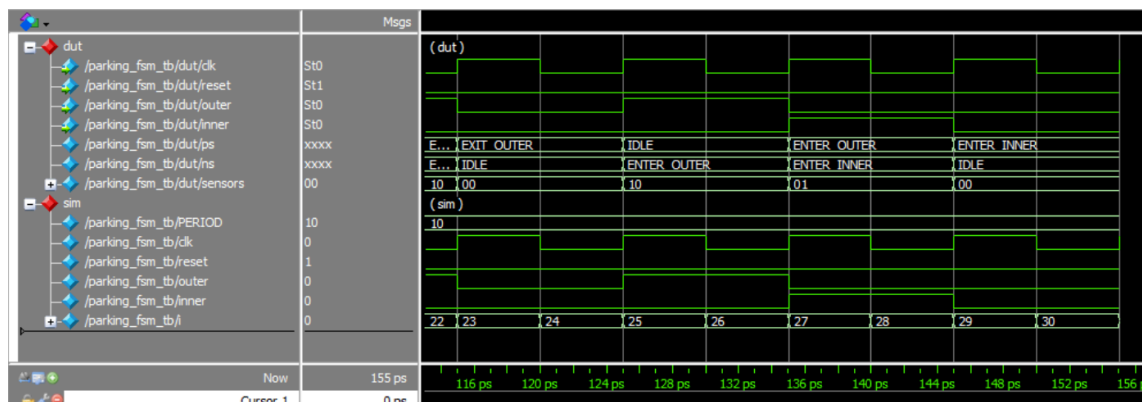 Msgs
dut
( dut )
/parking_fsm_tb/dut/clk St0
/parking_fsm_tb/dut/reset St1
/parking_fsm_tb/dut/outer St0
/parking_fsm_tb/dut/inner St0
/parking_fsm_tb/dut/ps xxxx E... EXIT_OUTER IDLE ENTER_OUTER ENTER_INNER
/parking_fsm_tb/dut/ns xxxx E... IDLE ENTER_OUTER ENTER_INNER IDLE
/parking_fsm_tb/dut/sensors 00 10 00 10 01 00
sim ( sim )
/parking_fsm_tb/PERIOD 10 10
/parking_fsm_tb/clk 0
/parking_fsm_tb/reset 1
/parking_fsm_tb/outer 0
/parking_fsm_tb/inner 0
/parking_fsm_tb/i 0 22 23 24 25 26 27 28 29 30
Now 155 ps 116 ps 120 ps 124 ps 128 ps 132 ps 136 ps 140 ps 144 ps 148 ps 152 ps 156
Cursor 1 0 ps